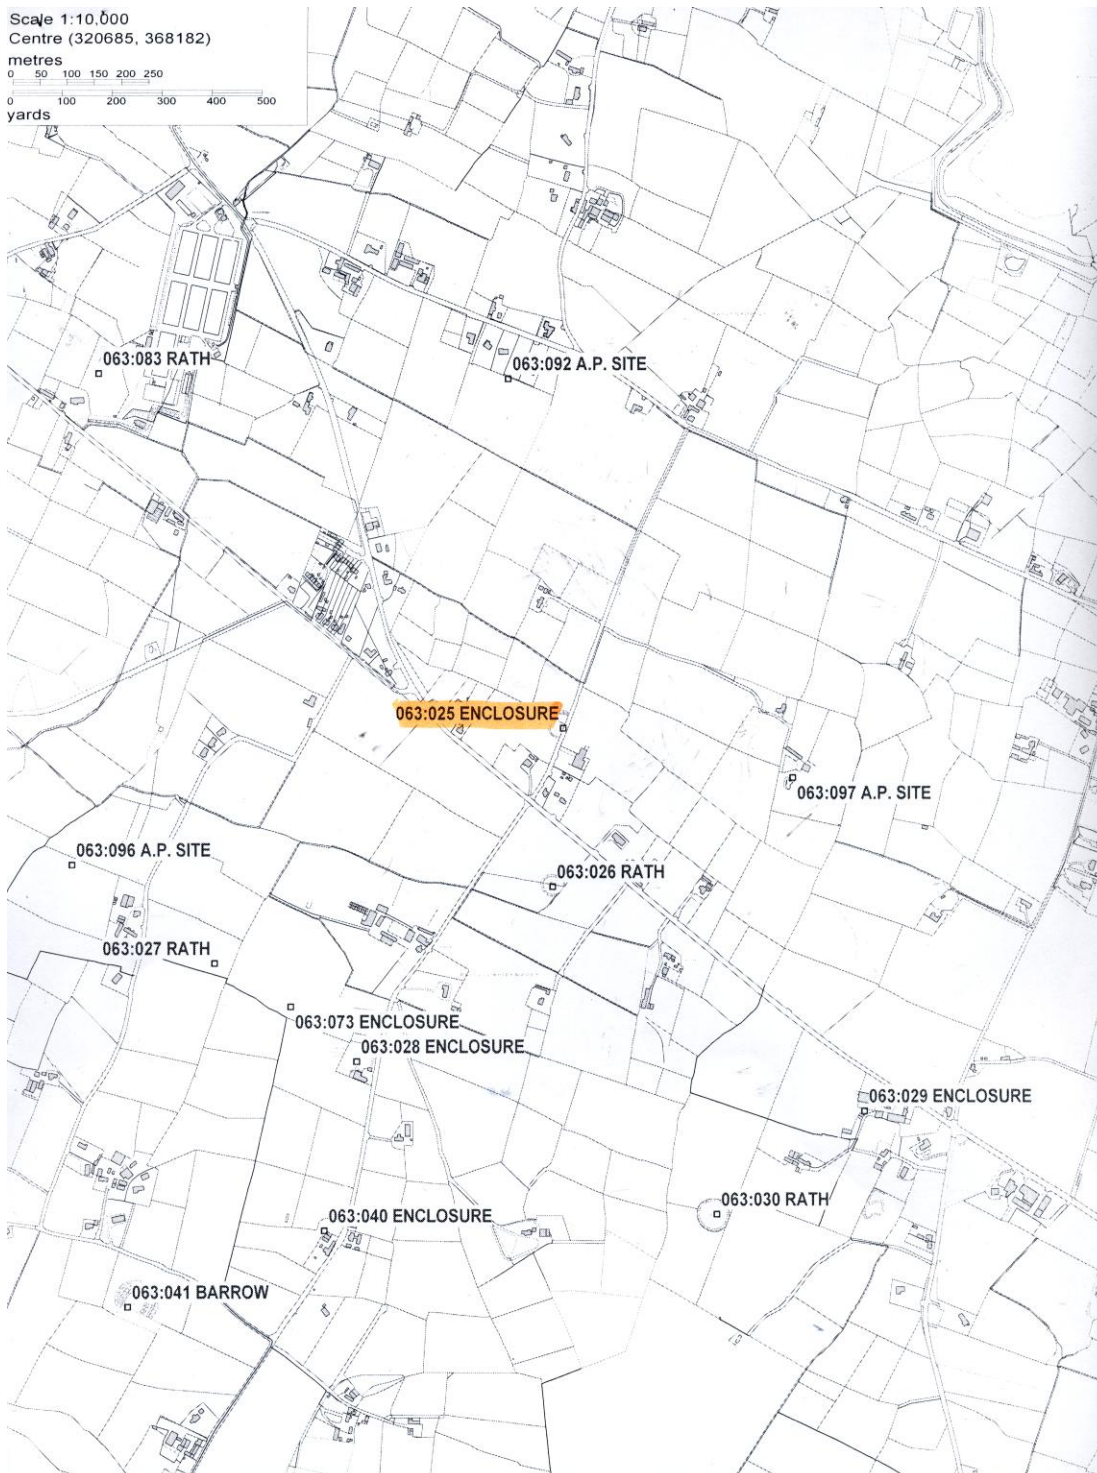 Scale 1:10,000
Centre (320685, 368182)
metres
0 50 100 150 200 250
0 100 200 300 400 500
yards
063:083 RATH
063:092 A.P. SITE
063:025 ENCLOSURE
063:097 A.P. SITE
063:096 A.P. SITE
063:026 RATH
063:027 RATH
063:073 ENCLOSURE
063:028 ENCLOSURE
063:029 ENCLOSURE
063:030 RATH
063:040 ENCLOSURE
063:041 BARROW